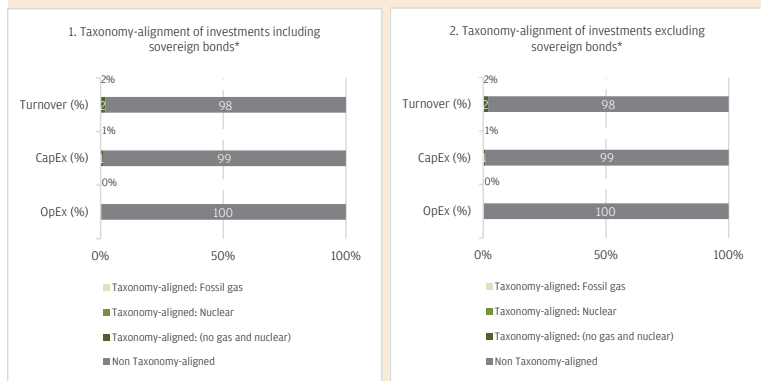 1. Taxonomy-alignment of investments including
sovereign bonds*
2%
Turnover (%)
2
98
1%
CapEx (%)
1
99
0%
OpEx (%)
100
0%
50%
100%
Taxonomy-aligned: Fossil gas
Taxonomy-aligned: Nuclear
Taxonomy-aligned: (no gas and nuclear)
Non Taxonomy-aligned
2. Taxonomy-alignment of investments excluding
sovereign bonds*
2%
Turnover (%)
2
98
1%
CapEx (%)
1
99
0%
OpEx (%)
100
0%
50%
100%
Taxonomy-aligned: Fossil gas
Taxonomy-aligned: Nuclear
Taxonomy-aligned: (no gas and nuclear)
Non Taxonomy-aligned